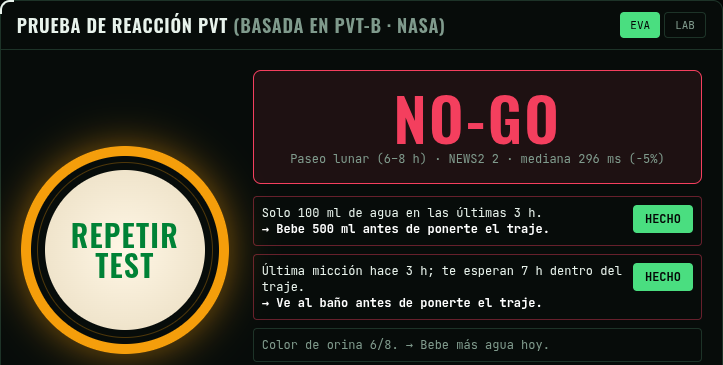 PRUEBA DE REACCIÓN PVT (BASADA EN PVT-B · NASA)
EVA
LAB
NO-GO
Paseo lunar (6–8 h) · NEWS2 2 · mediana 296 ms (-5%)
REPETIR
TEST
Solo 100 ml de agua en las últimas 3 h.
→ Bebe 500 ml antes de ponerte el traje.
HECHO
Última micción hace 3 h; te esperan 7 h dentro del
traje.
→ Ve al baño antes de ponerte el traje.
HECHO
Color de orina 6/8. → Bebe más agua hoy.